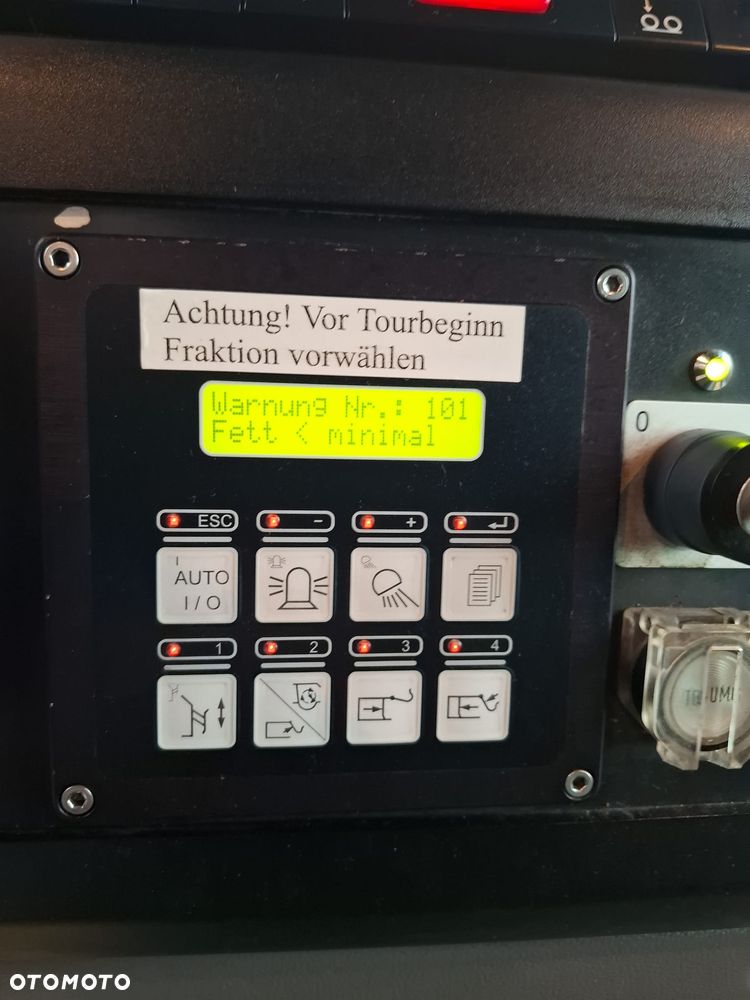 Achtung! Vor Tourbeginn
Fraktion vorwählen
Warnung Nr.: 101
Fett < minimal
0
ESC - +
I
AUTO
I / O
1 2 3 4
OTOMOTO